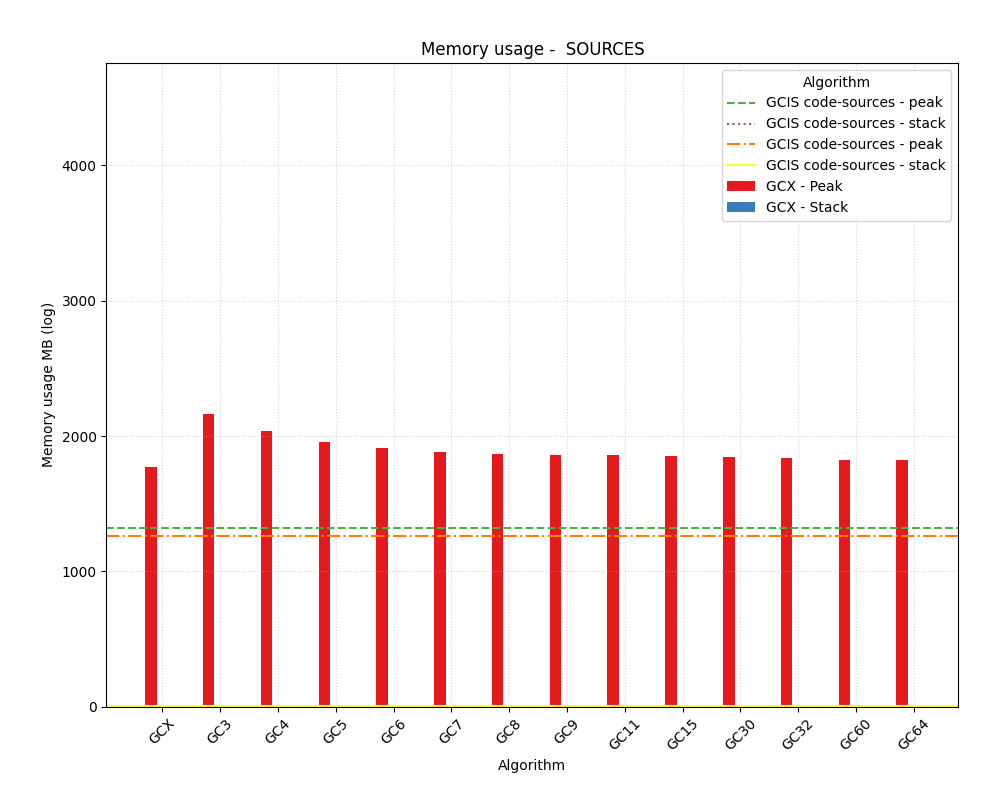 Memory usage -  SOURCES
Algorithm
GCIS code-sources - peak
GCIS code-sources - stack
GCIS code-sources - peak
GCIS code-sources - stack
GCX - Peak
GCX - Stack
Memory usage MB (log)
4000
3000
2000
1000
0
GCX
GC3
GC4
GC5
GC6
GC7
GC8
GC9
GC11
GC15
GC30
GC32
GC60
GC64
Algorithm